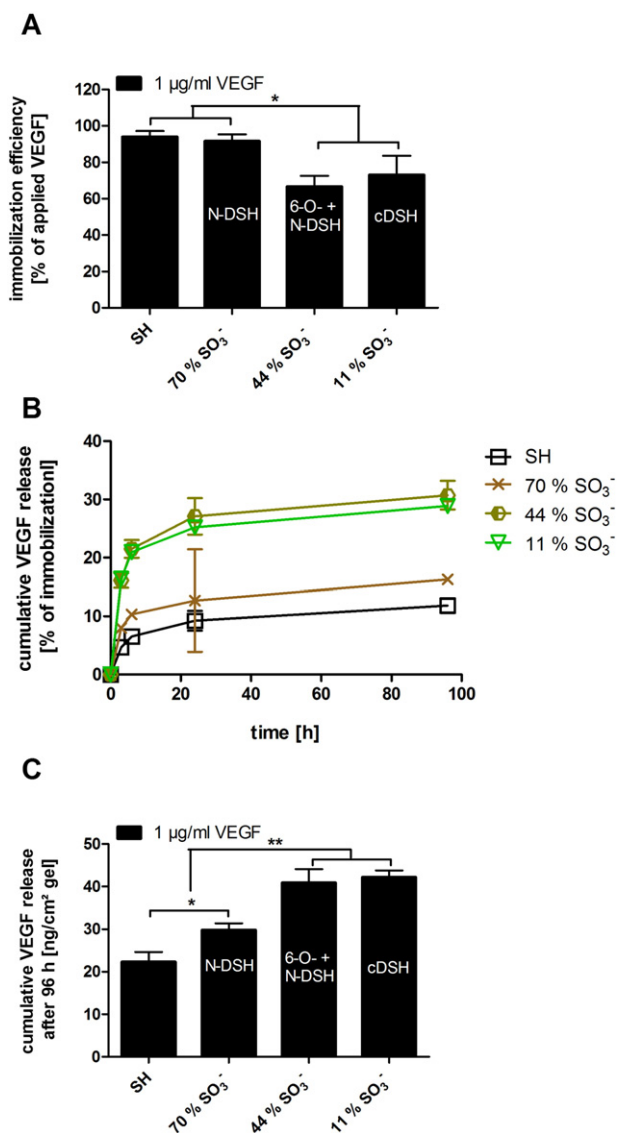 A
1 µg/ml VEGF
*
immobilization efficiency
[% of applied VEGF]
120
100
80
60
40
20
0
N-DSH
6-O- +
N-DSH
cDSH
SH
70 % SO₃⁻
44 % SO₃⁻
11 % SO₃⁻
B
cumulative VEGF release
[% of immobilizationl]
40
30
20
10
0
0
20
40
60
80
100
time [h]
SH
70 % SO₃⁻
44 % SO₃⁻
11 % SO₃⁻
C
1 µg/ml VEGF
**
*
cumulative VEGF release
after 96 h [ng/cm² gel]
50
40
30
20
10
0
N-DSH
6-O- +
N-DSH
cDSH
SH
70 % SO₃⁻
44 % SO₃⁻
11 % SO₃⁻